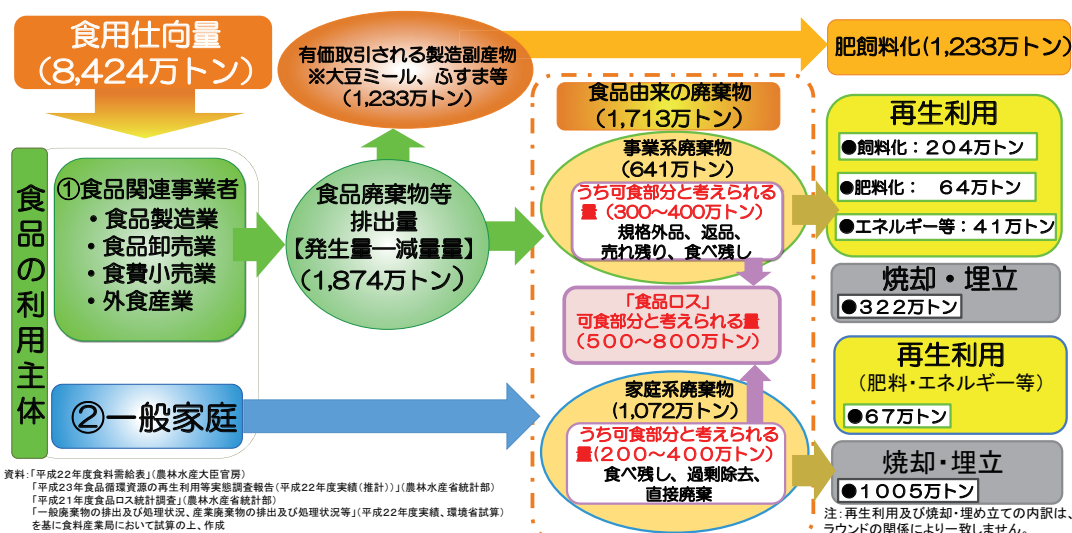 食用仕向量
（8,424万トン）
食品の利用主体
①食品関連事業者
・食品製造業
・食品卸売業
・食費小売業
・外食産業
②一般家庭
有価取引される製造副産物
※大豆ミール、ふすま等
（1,233万トン）
食品廃棄物等
排出量
【発生量－減量量】
（1,874万トン）
肥飼料化（1,233万トン）
食品由来の廃棄物
（1,713万トン）
事業系廃棄物
（641万トン）
うち可食部分と考えられる
量（300～400万トン）
規格外品、返品、
売れ残り、食べ残し
「食品ロス」
可食部分と考えられる量
（500～800万トン）
家庭系廃棄物
（1,072万トン）
うち可食部分と考えられる
量（200～400万トン）
食べ残し、過剰除去、
直接廃棄
再生利用
●飼料化：204万トン
●肥料化：　64万トン
●エネルギー等：41万トン
焼却・埋立
●322万トン
再生利用
（肥料・エネルギー等）
●67万トン
焼却・埋立
●1005万トン
資料：「平成22年度食料需給表」（農林水産大臣官房）
「平成23年食品循環資源の再生利用等実態調査報告（平成22年度実績（推計））」（農林水産省統計部）
「平成21年度食品ロス統計調査」（農林水産省統計部）
「一般廃棄物の排出及び処理状況、産業廃棄物の排出及び処理状況等」（平成22年度実績、環境省試算）
を基に食料産業局において試算の上、作成
注：再生利用及び焼却・埋め立ての内訳は、
ラウンドの関係により一致しません。